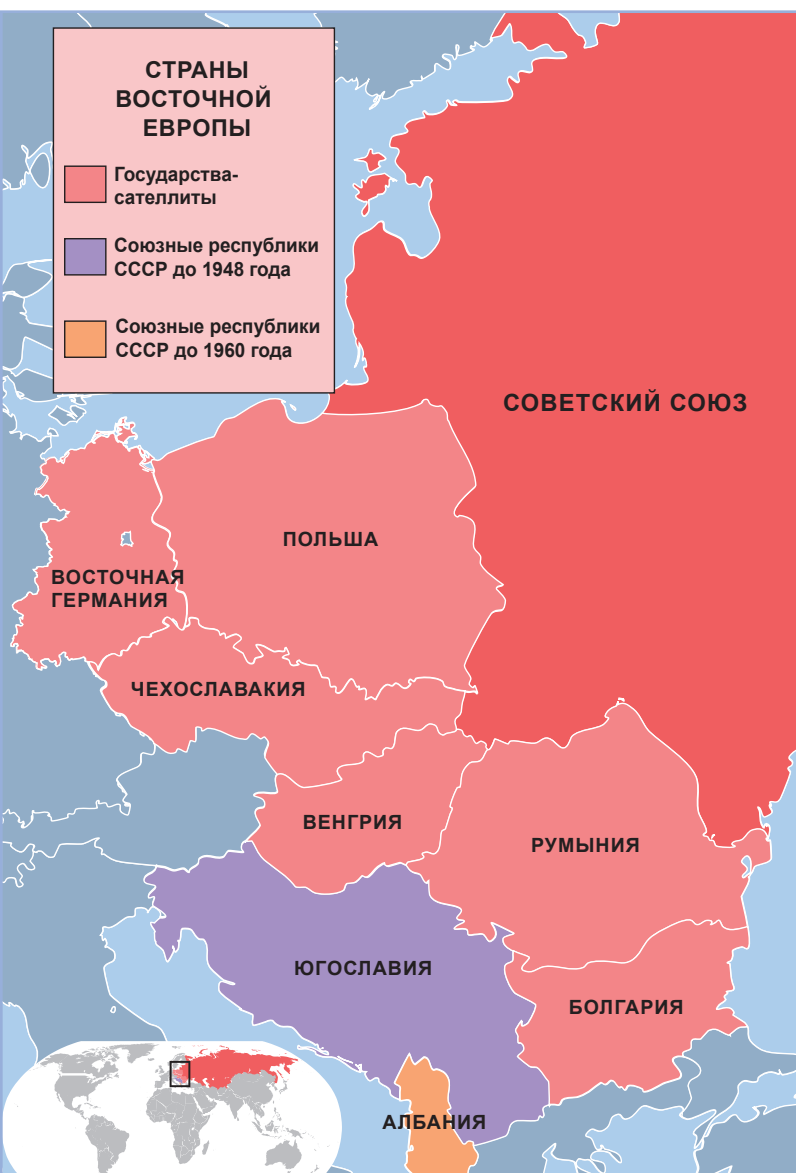 СТРАНЫ
ВОСТОЧНОЙ
ЕВРОПЫ
Государства-
сателлиты
Союзные республики
СССР до 1948 года
Союзные республики
СССР до 1960 года
СОВЕТСКИЙ СОЮЗ
ПОЛЬША
ВОСТОЧНАЯ
ГЕРМАНИЯ
ЧЕХОСЛАВАКИЯ
ВЕНГРИЯ
РУМЫНИЯ
ЮГОСЛАВИЯ
БОЛГАРИЯ
АЛБАНИЯ